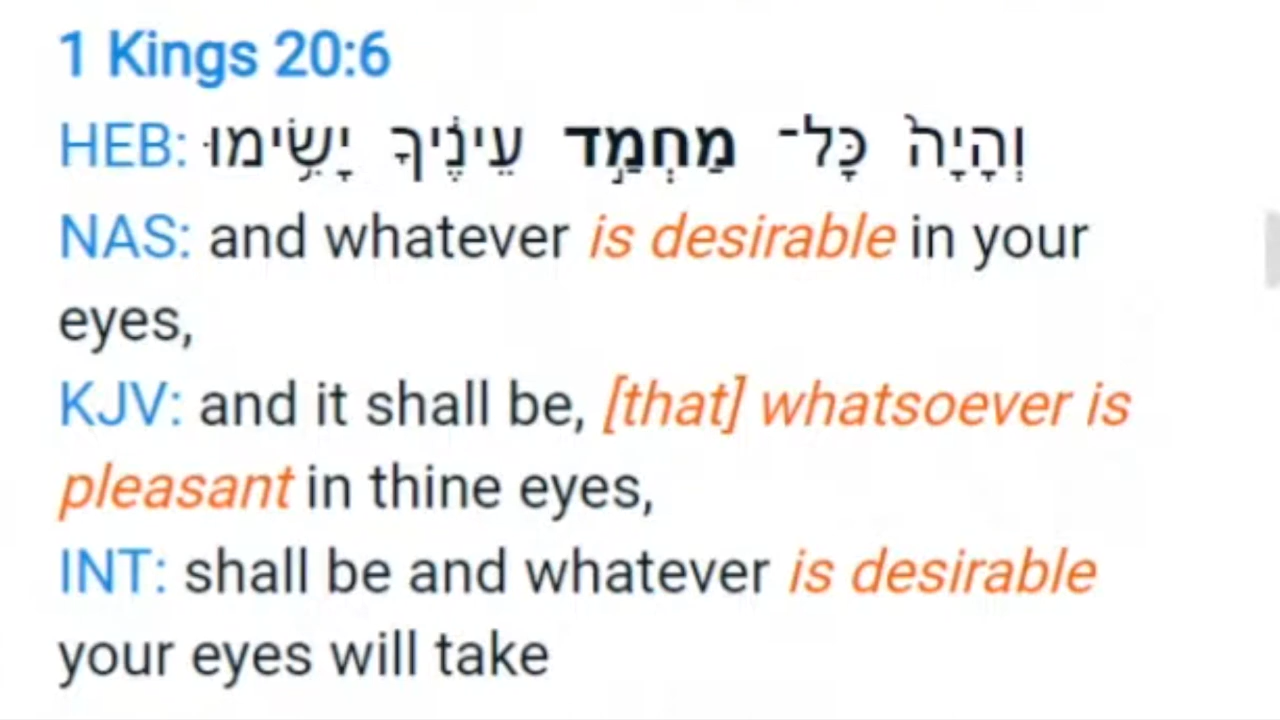 1 Kings 20:6
HEB: וְהָיָה֙ כָּל־ מַחְמַ֣ד עֵינֶ֔יךָ יָשִׂ֥ימוּ
NAS: and whatever is desirable in your
eyes,
KJV: and it shall be, [that] whatsoever is
pleasant in thine eyes,
INT: shall be and whatever is desirable
your eyes will take